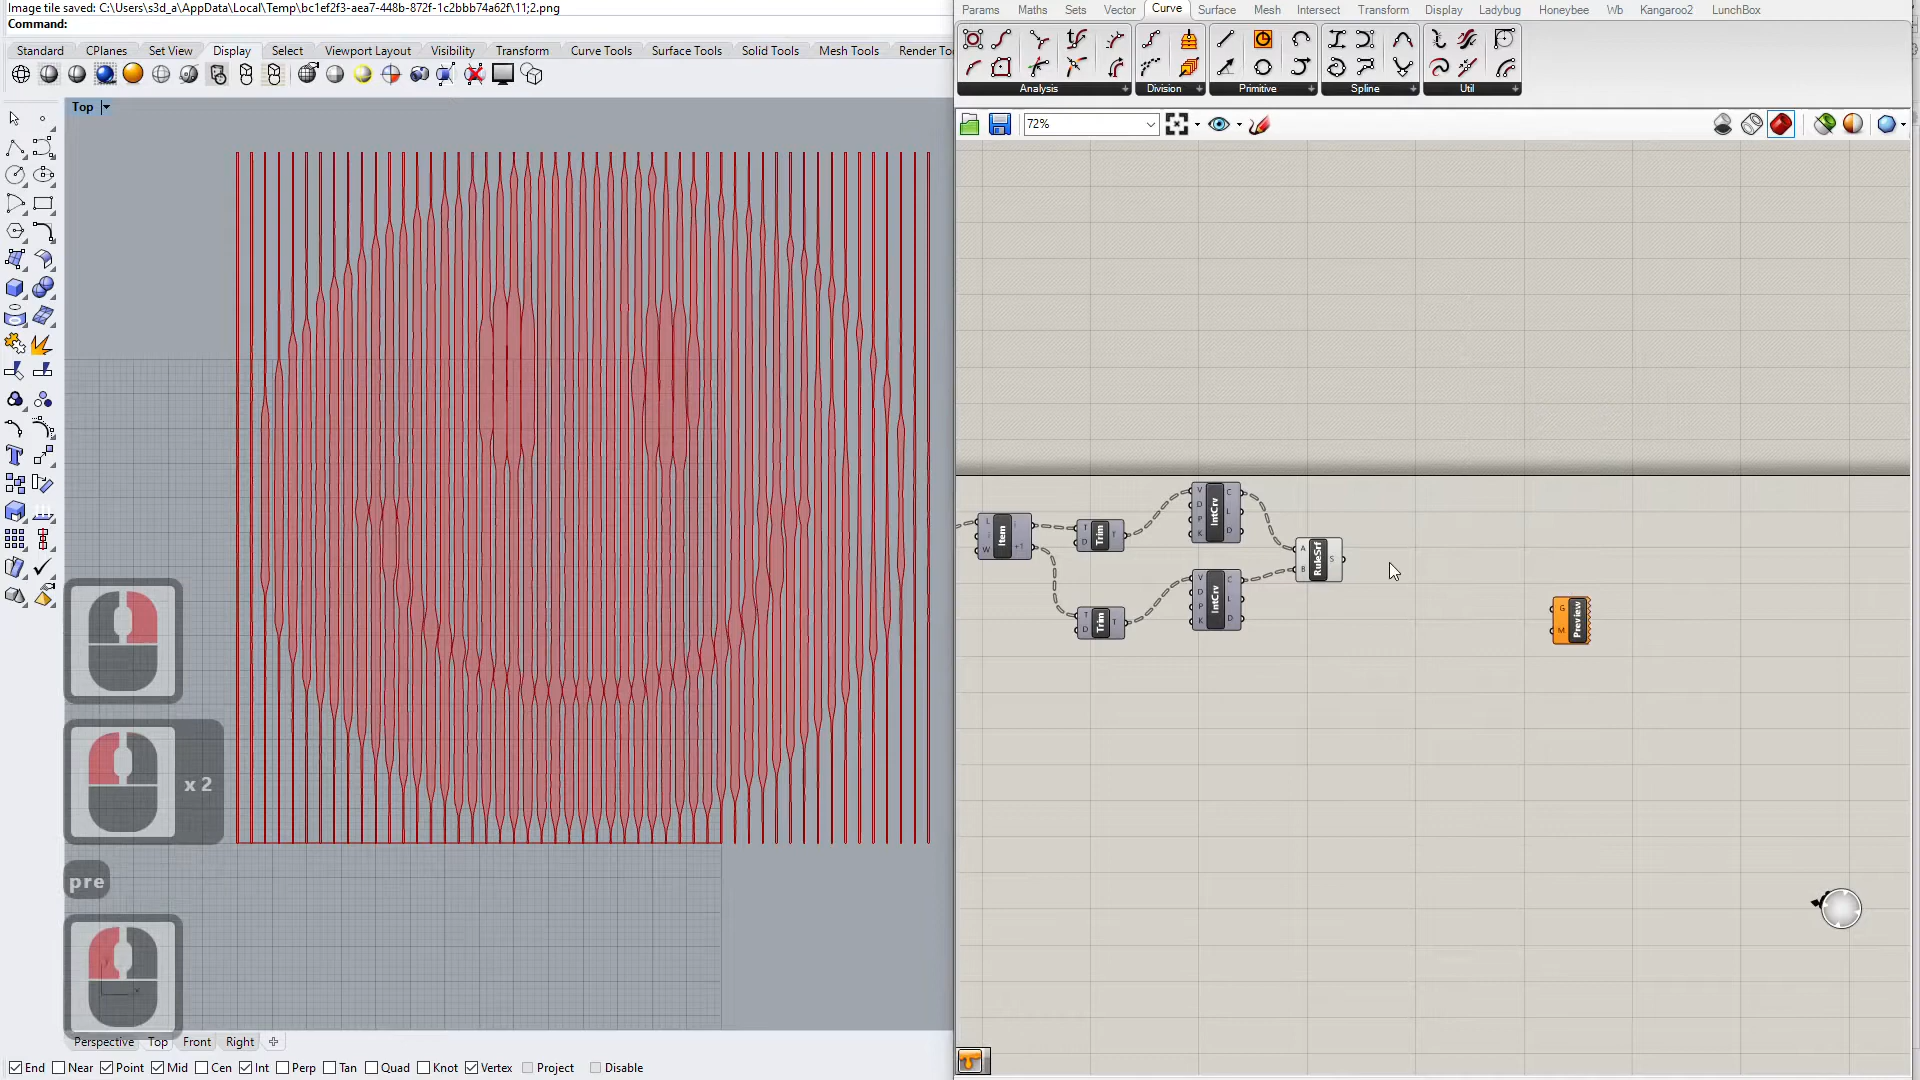 Image tile saved: C:\Users\s3d_a\AppData\Local\Temp\bc1ef2f3-aea7-448b-872f-1c2bbb74a62f\11;2.png
Command:
Standard CPlanes Set View Display Select Viewport Layout Visibility Transform Curve Tools Surface Tools Solid Tools Mesh Tools Render To
Top
Params Maths Sets Vector Curve Surface Mesh Intersect Transform Display Ladybug Honeybee Wb Kangaroo2 LunchBox
Analysis Division Primitive Spline Util
72%
Item L i W +1
Trim T D T
IntCrv V D P K C L D
RuleSrf A B S
Trim T D T
IntCrv V D P K C L D
Preview G M
x 2
pre
Perspective Top Front Right
End Near Point Mid Cen Int Perp Tan Quad Knot Vertex Project Disable